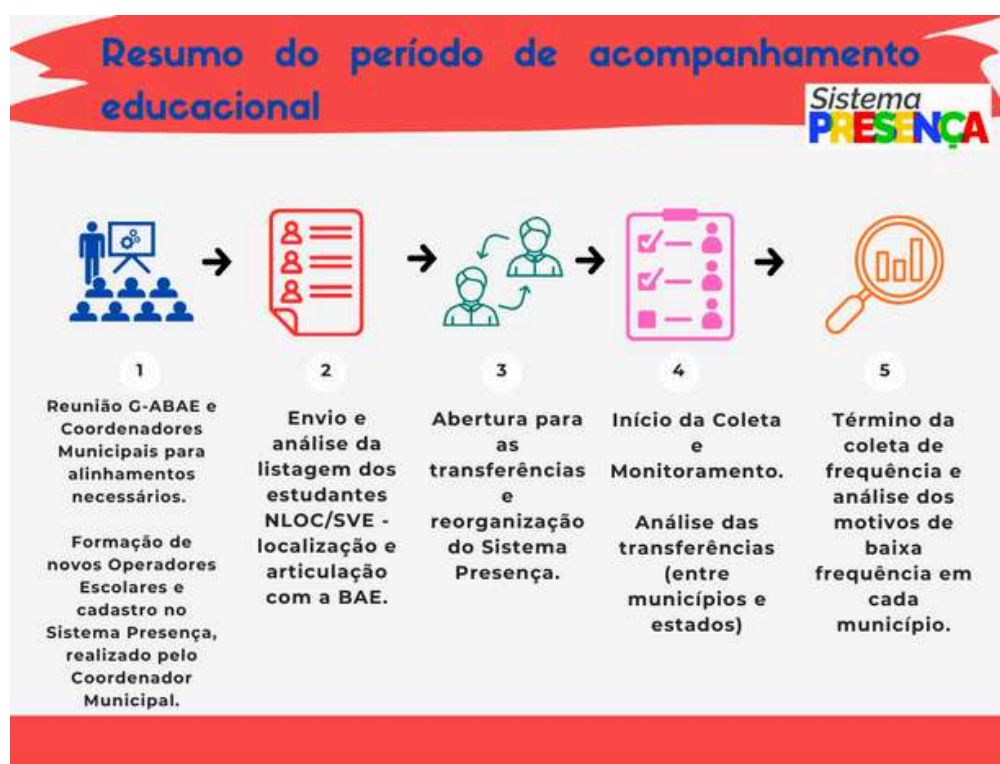 Resumo do período de acompanhamento
educacional
Sistema
PRESENÇA
1
Reunião G-ABAE e
Coordenadores
Municipais para
alinhamentos
necessários.
Formação de
novos Operadores
Escolares e
cadastro no
Sistema Presença,
realizado pelo
Coordenador
Municipal.
2
Envio e
análise da
listagem dos
estudantes
NLOC/SVE -
localização e
articulação
com a BAE.
3
Abertura para
as
transferências
e
reorganização
do Sistema
Presença.
4
Início da Coleta
e
Monitoramento.
Análise das
transferências
(entre
municípios e
estados)
5
Término da
coleta de
frequência e
análise dos
motivos de
baixa
frequência em
cada
município.